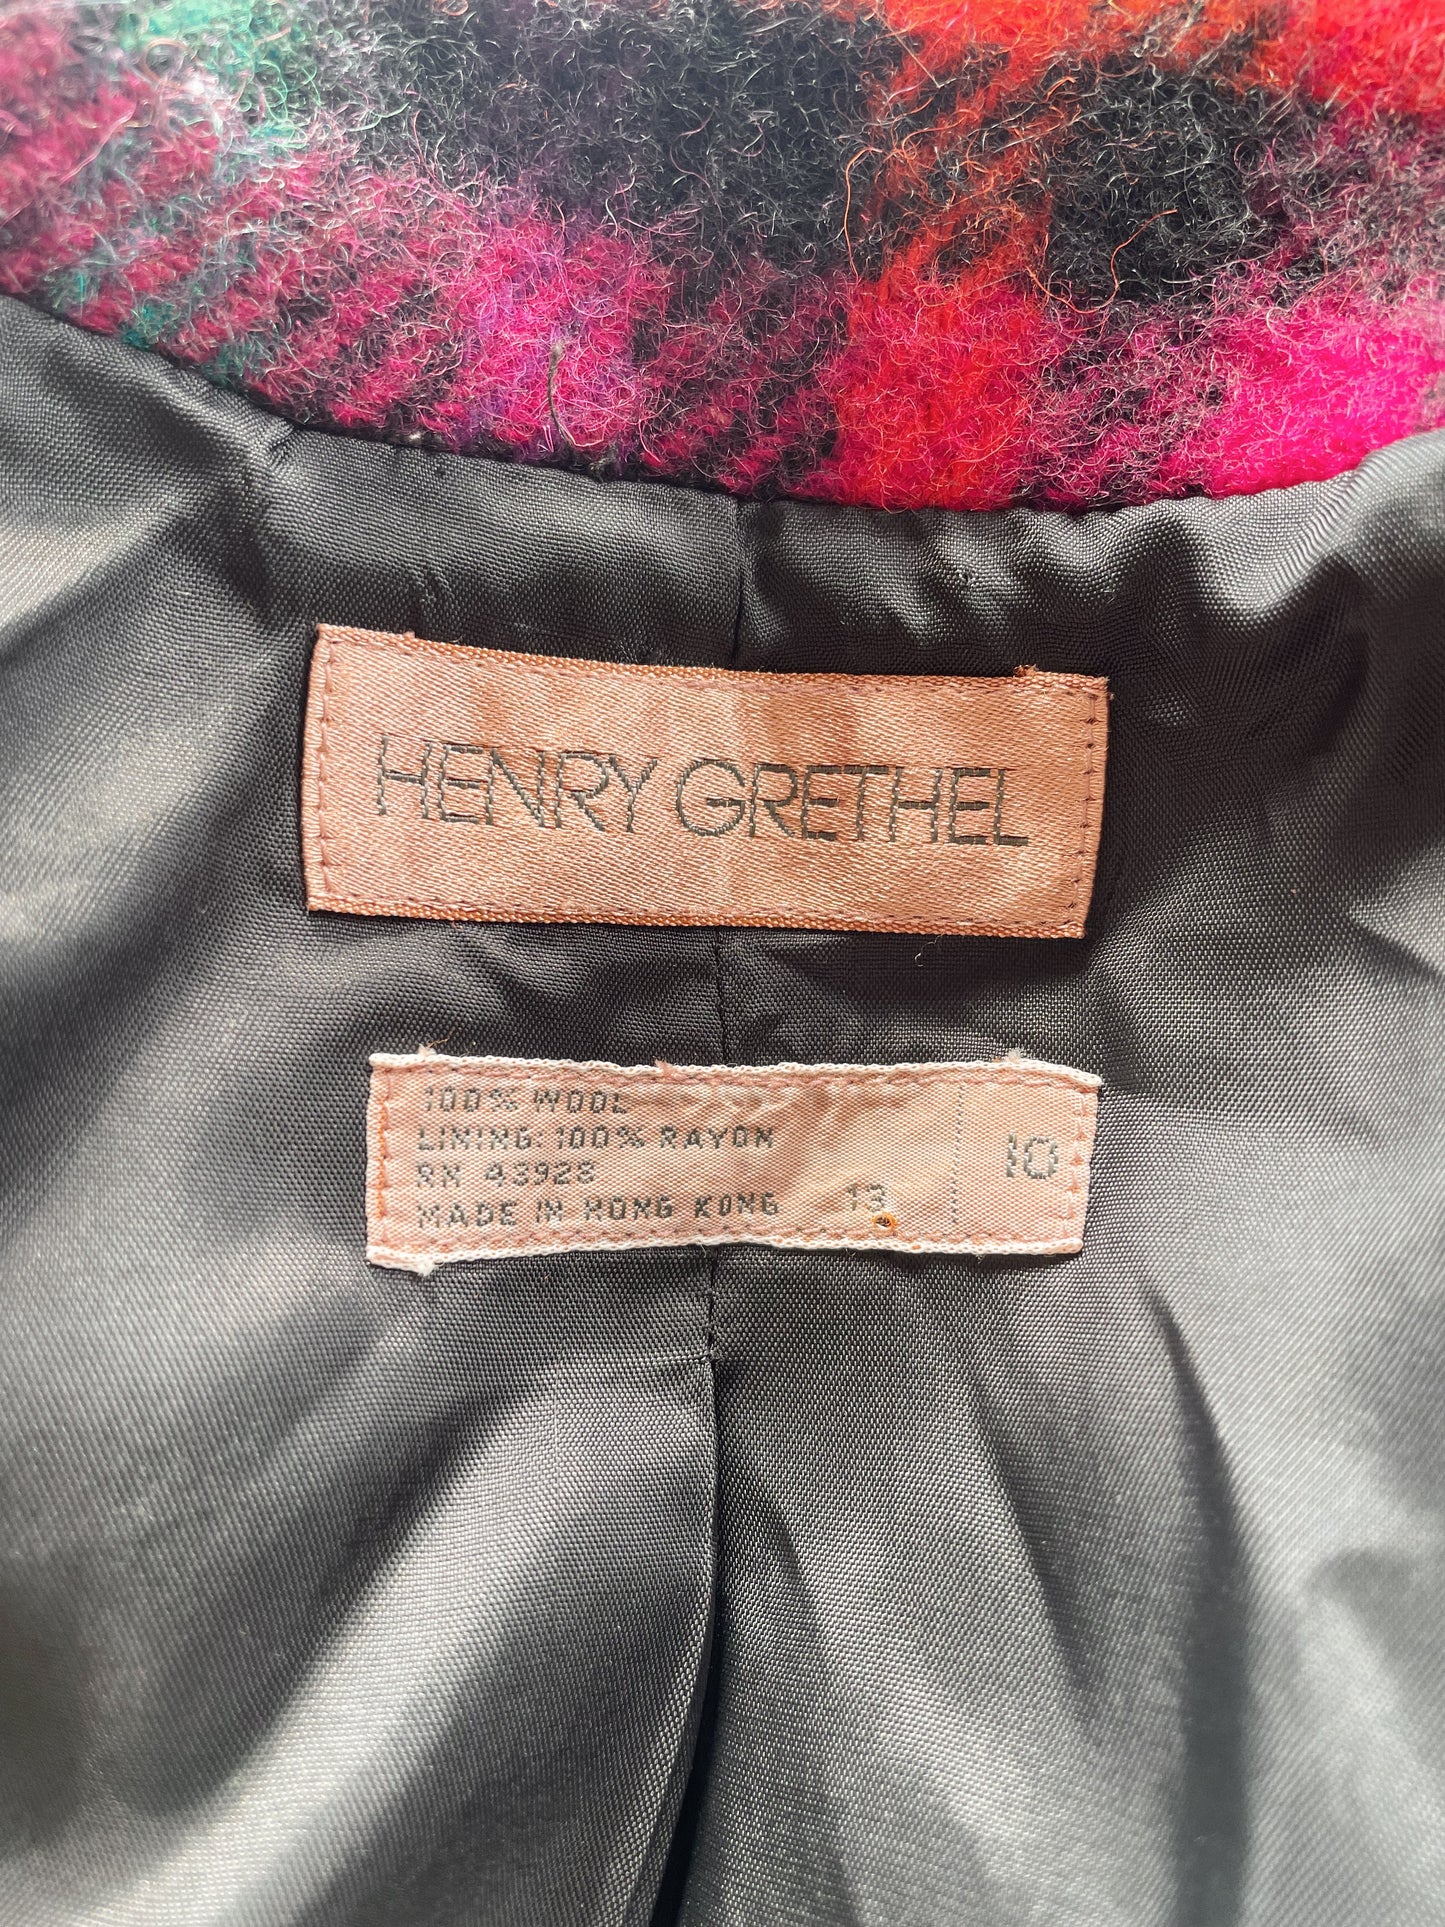 HENRY GRETHEL
100% WOOL
LINING: 100% RAYON
RN 43928
MADE IN HONG KONG 13
10